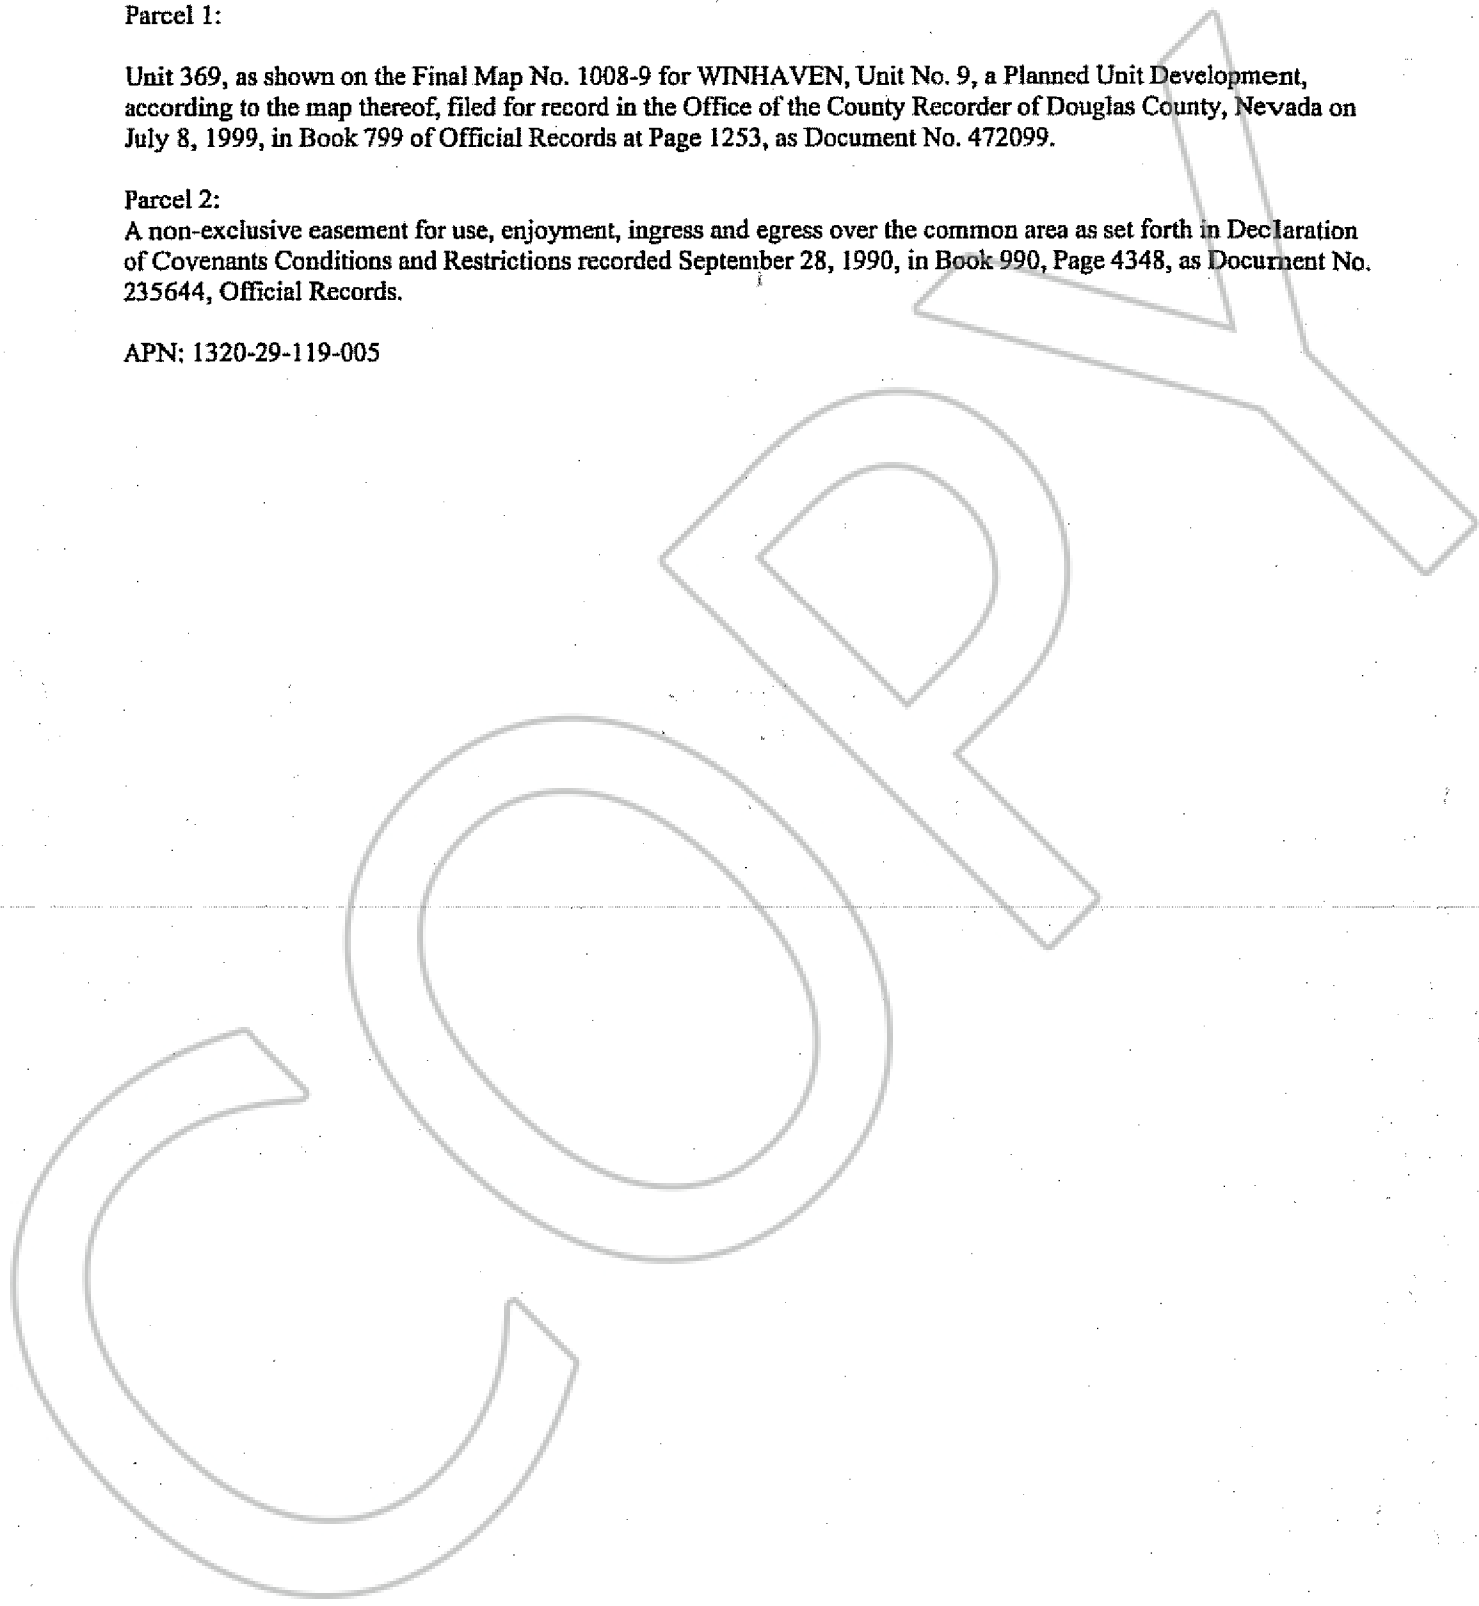 Parcel 1:
Unit 369, as shown on the Final Map No. 1008-9 for WINHAVEN, Unit No. 9, a Planned Unit Development,
according to the map thereof, filed for record in the Office of the County Recorder of Douglas County, Nevada on
July 8, 1999, in Book 799 of Official Records at Page 1253, as Document No. 472099.
Parcel 2:
A non-exclusive easement for use, enjoyment, ingress and egress over the common area as set forth in Declaration
of Covenants Conditions and Restrictions recorded September 28, 1990, in Book 990, Page 4348, as Document No.
235644, Official Records.
APN: 1320-29-119-005
COPY